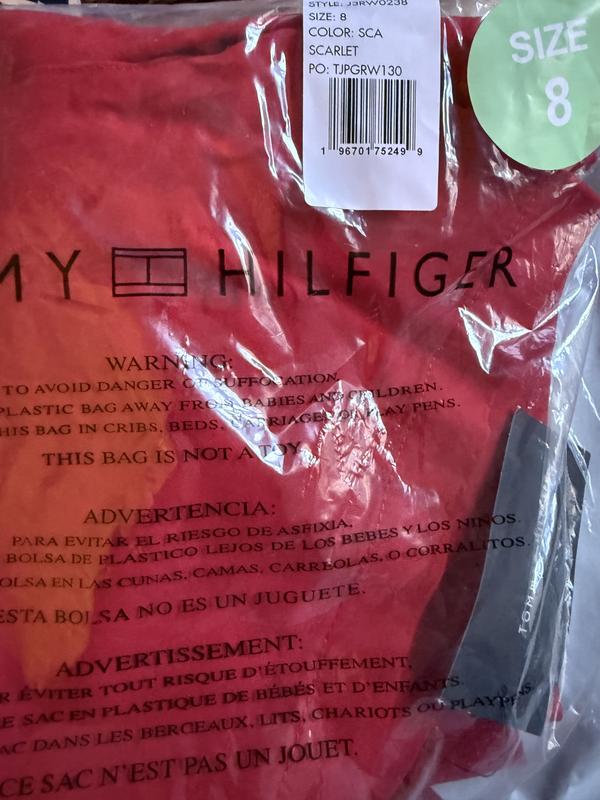 STYLE: J3RW0238
SIZE: 8
COLOR: SCA
SCARLET
PO: TJPGRW130
1 96701 75249 9
SIZE
8
MY HILFIGER
WARNING:
TO AVOID DANGER OF SUFFOCATION
PLASTIC BAG AWAY FROM BABIES AND CHILDREN.
THIS BAG IN CRIBS, BEDS, CARRIAGES OR PLAY PENS.
THIS BAG IS NOT A TOY
ADVERTENCIA:
PARA EVITAR EL RIESGO DE ASFIXIA.
BOLSA DE PLASTICO LEJOS DE LOS BEBES Y LOS NIÑOS.
BOLSA EN LAS CUNAS, CAMAS, CARREOLAS, O CORRALITOS.
ESTA BOLSA NO ES UN JUGUETE.
ADVERTISSEMENT:
R ÉVITER TOUT RISQUE D'ÉTOUFFEMENT,
E SAC EN PLASTIQUE DE BÉBÉS ET D'ENFANTS.
AC DANS LES BERCEAUX, LITS, CHARIOTS OU PLAYPENS.
CE SAC N'EST PAS UN JOUET.
TOMM